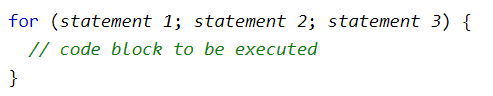 for (statement 1; statement 2; statement 3) {
  // code block to be executed
}